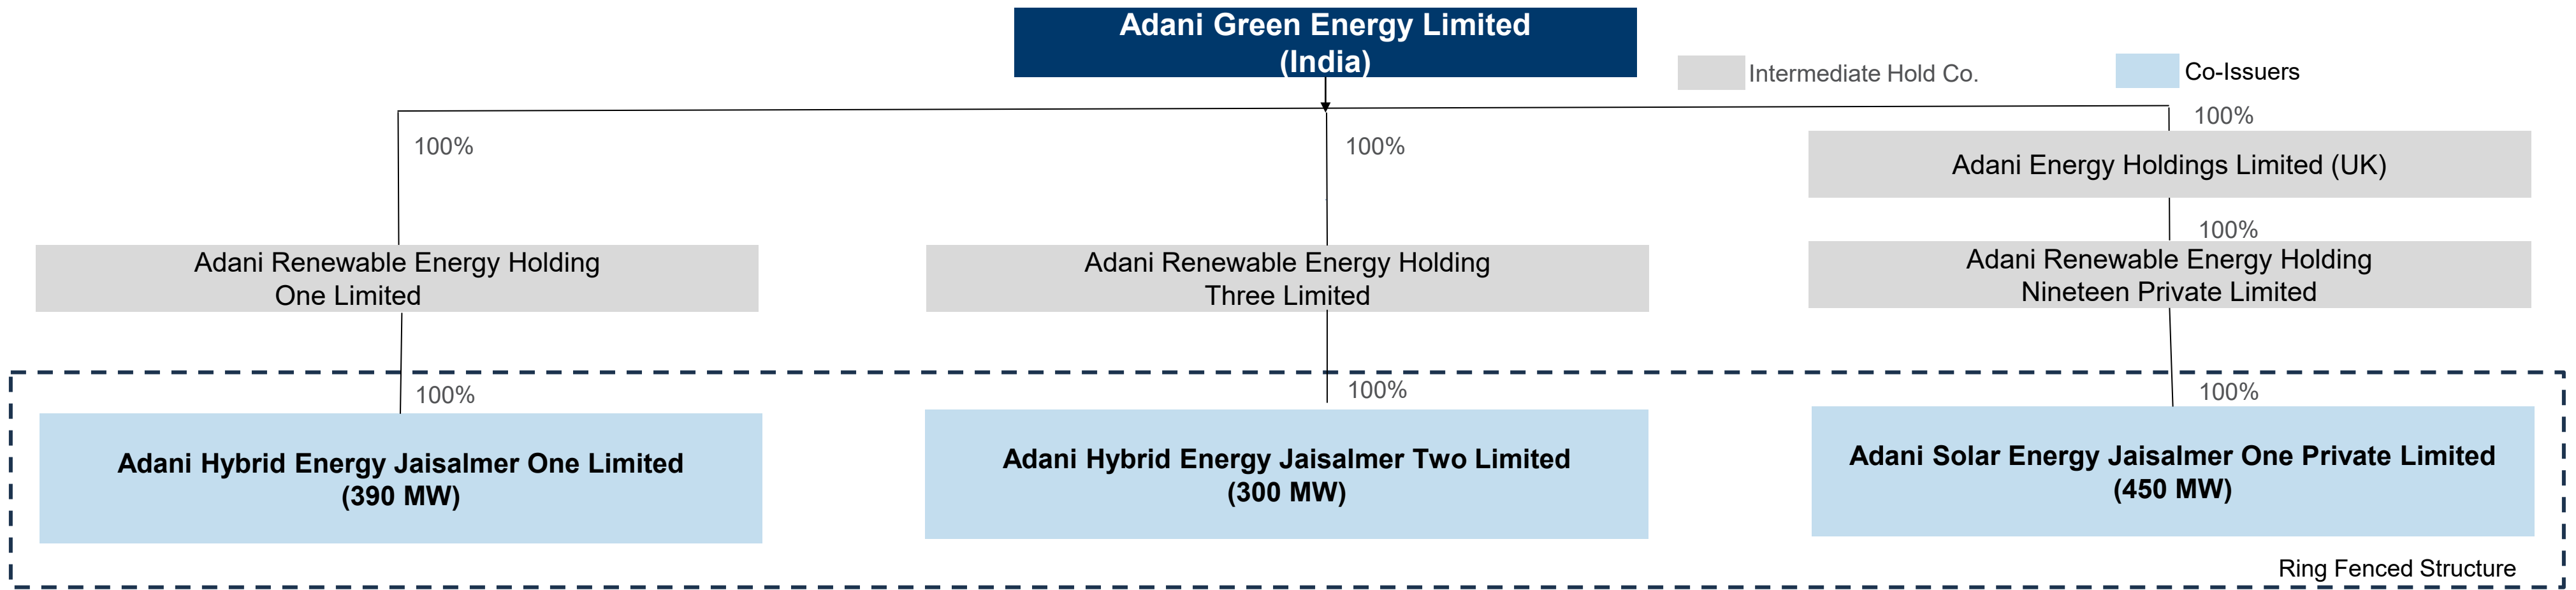 Adani Green Energy Limited
(India)
Intermediate Hold Co.
Co-Issuers
100%
100%
100%
Adani Energy Holdings Limited (UK)
100%
Adani Renewable Energy Holding
One Limited
Adani Renewable Energy Holding
Three Limited
Adani Renewable Energy Holding
Nineteen Private Limited
100%
100%
100%
Adani Hybrid Energy Jaisalmer One Limited
(390 MW)
Adani Hybrid Energy Jaisalmer Two Limited
(300 MW)
Adani Solar Energy Jaisalmer One Private Limited
(450 MW)
Ring Fenced Structure